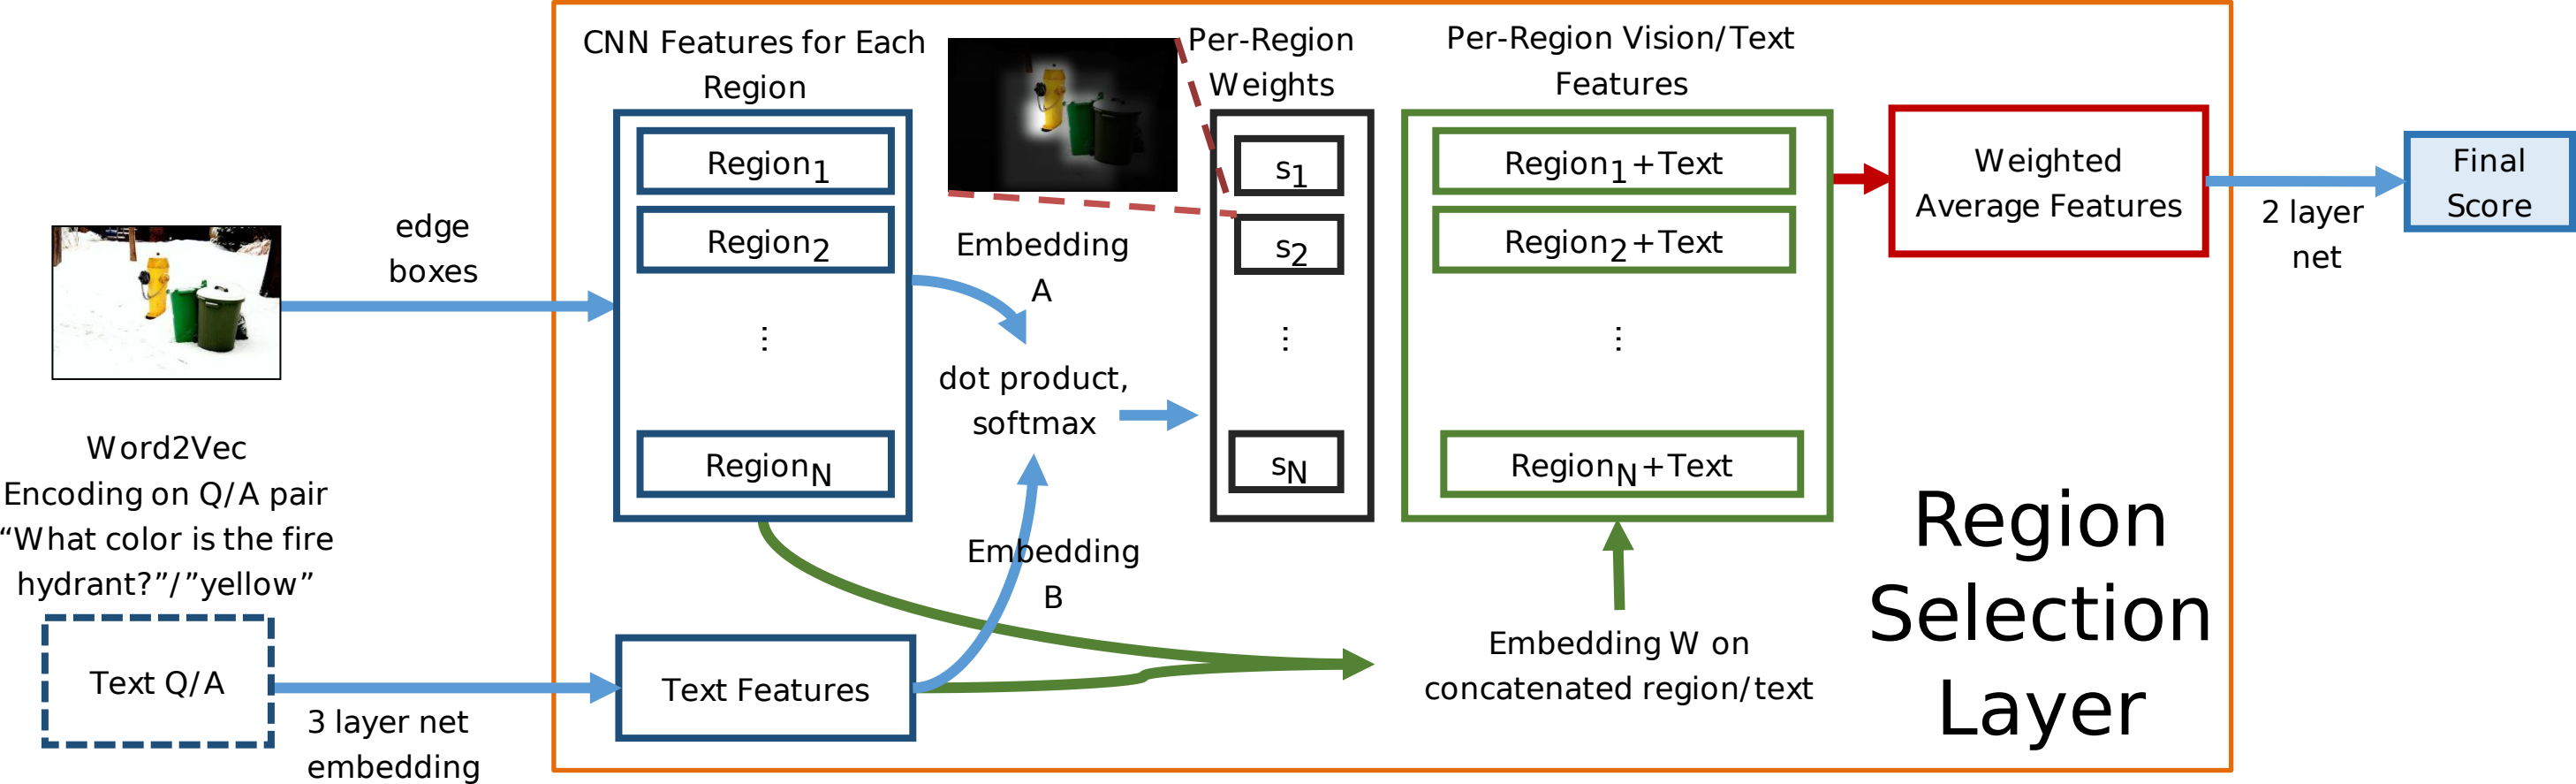 CNN Features for Each
Region
Region1
Region2
⋮
RegionN
Per-Region
Weights
s1
s2
⋮
sN
Per-Region Vision/Text
Features
Region1+Text
Region2+Text
⋮
RegionN+Text
Weighted
Average Features
2 layer
net
Final
Score
edge
boxes
Embedding
A
dot product,
softmax
Embedding
B
Word2Vec
Encoding on Q/A pair
“What color is the fire
hydrant?”/”yellow”
Text Q/A
3 layer net
embedding
Text Features
Embedding W on
concatenated region/text
Region
Selection
Layer